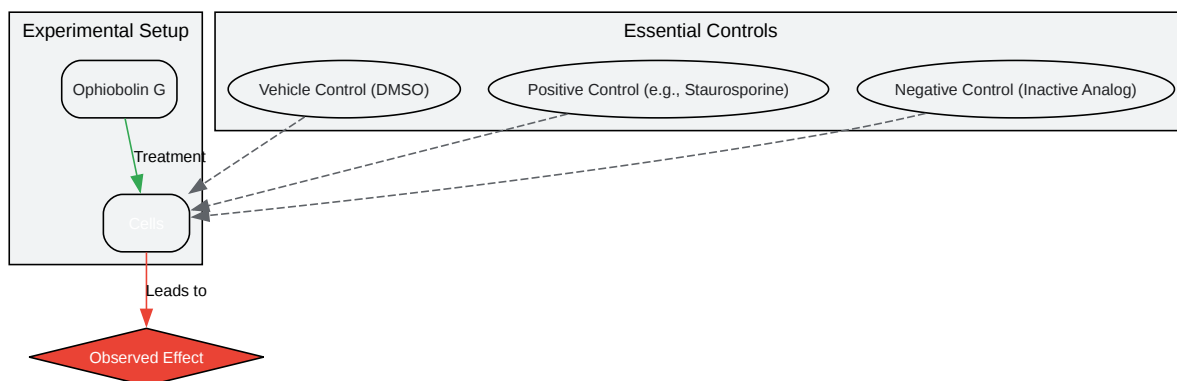 Experimental Setup
Essential Controls
Ophiobolin G
Vehicle Control (DMSO)
Positive Control (e.g., Staurosporine)
Negative Control (Inactive Analog)
Treatment
Cells
Leads to
Observed Effect